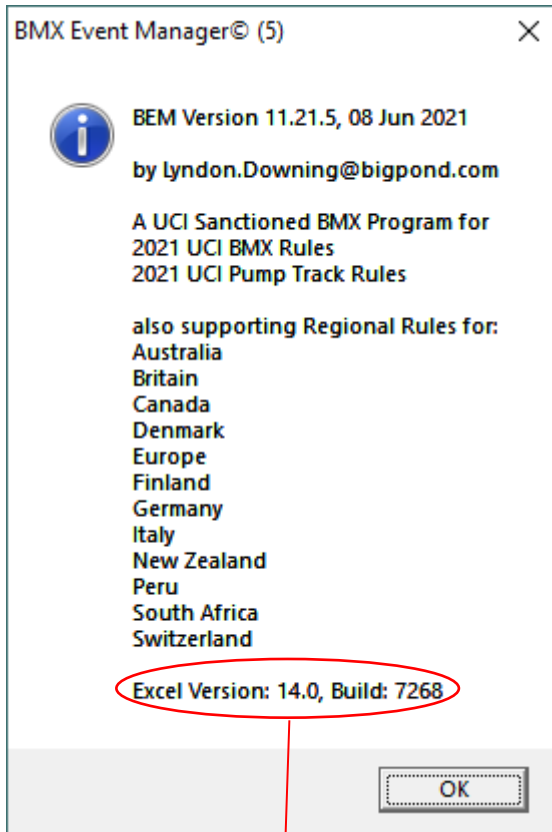 BMX Event Manager© (5)
BEM Version 11.21.5, 08 Jun 2021
by Lyndon.Downing@bigpond.com
A UCI Sanctioned BMX Program for
2021 UCI BMX Rules
2021 UCI Pump Track Rules
also supporting Regional Rules for:
Australia
Britain
Canada
Denmark
Europe
Finland
Germany
Italy
New Zealand
Peru
South Africa
Switzerland
Excel Version: 14.0, Build: 7268
OK